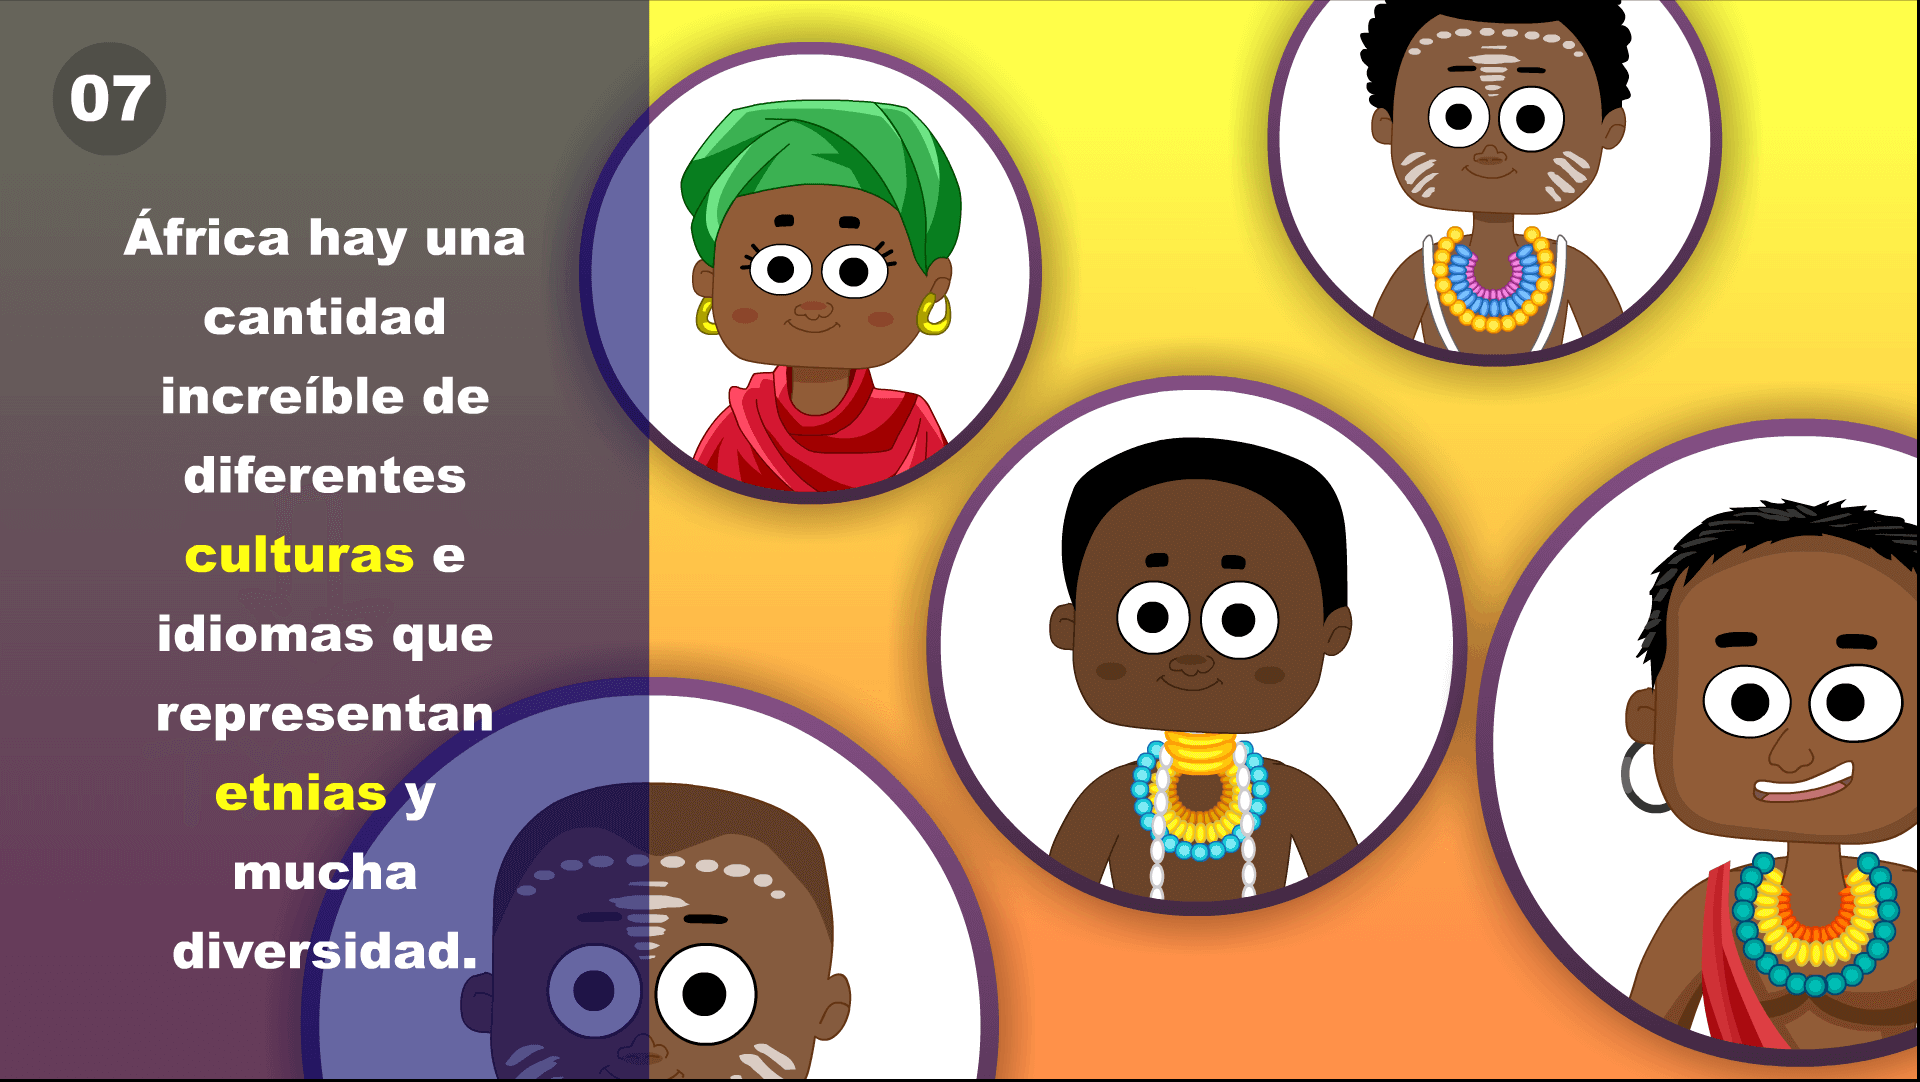 07
África hay una
cantidad
increíble de
diferentes
culturas e
idiomas que
representan
etnias y
mucha
diversidad.